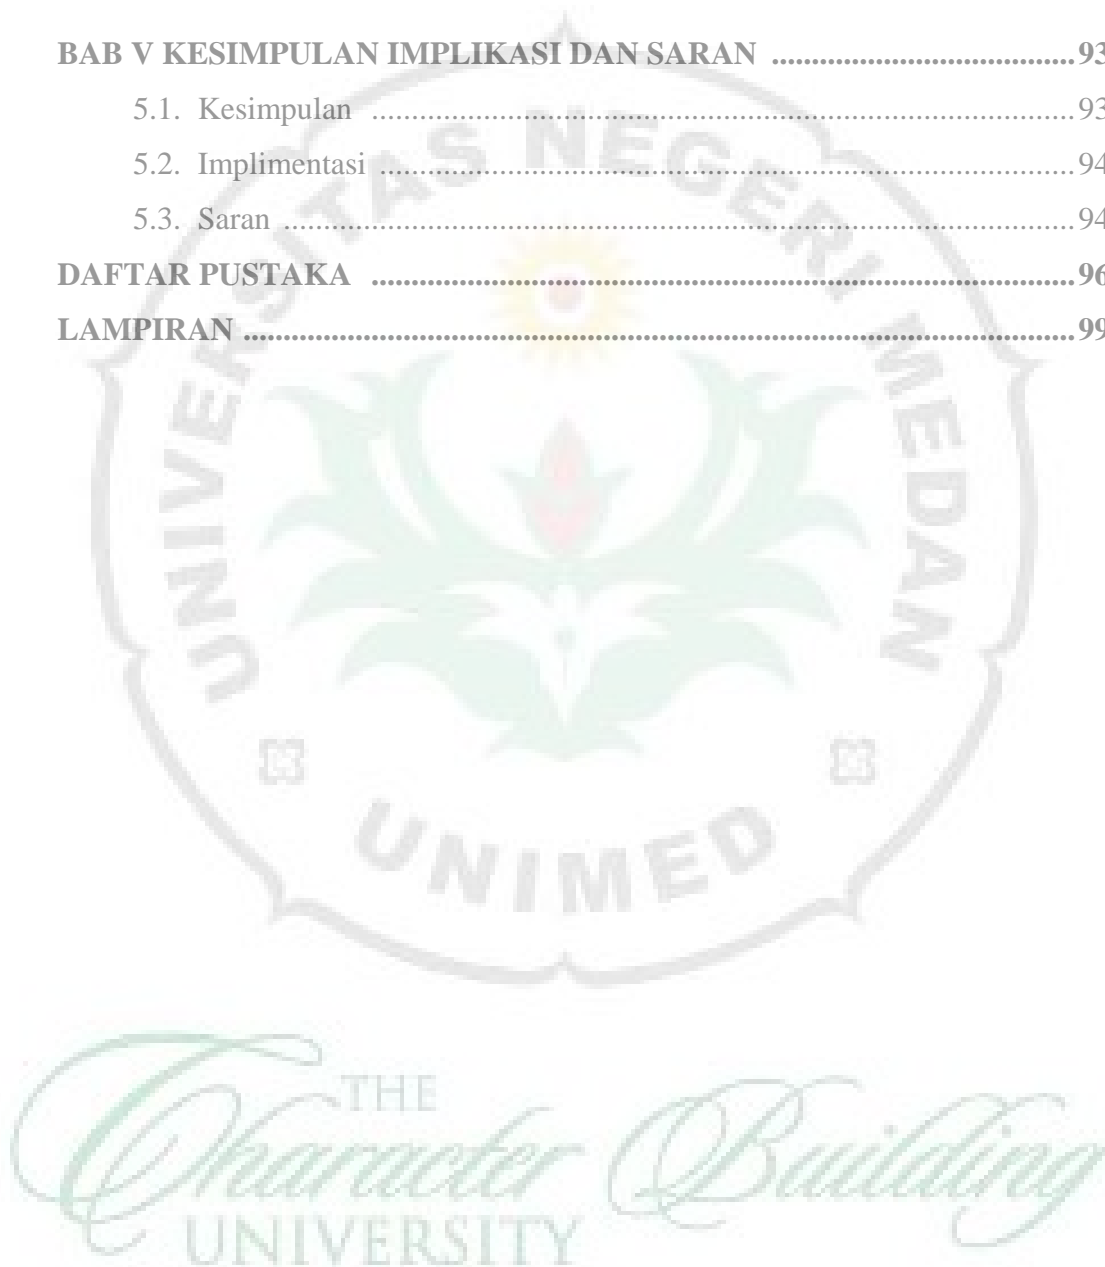 BAB V KESIMPULAN IMPLIKASI DAN SARAN ..................................... 93
5.1. Kesimpulan ..................................................................................... 93
5.2. Implimentasi .................................................................................... 94
5.3. Saran ................................................................................................ 94
DAFTAR PUSTAKA ..................................................................................... 96
LAMPIRAN .................................................................................................... 99
UNIVERSITAS NEGERI MEDAN
UNIMED
THE
Character Building
UNIVERSITY